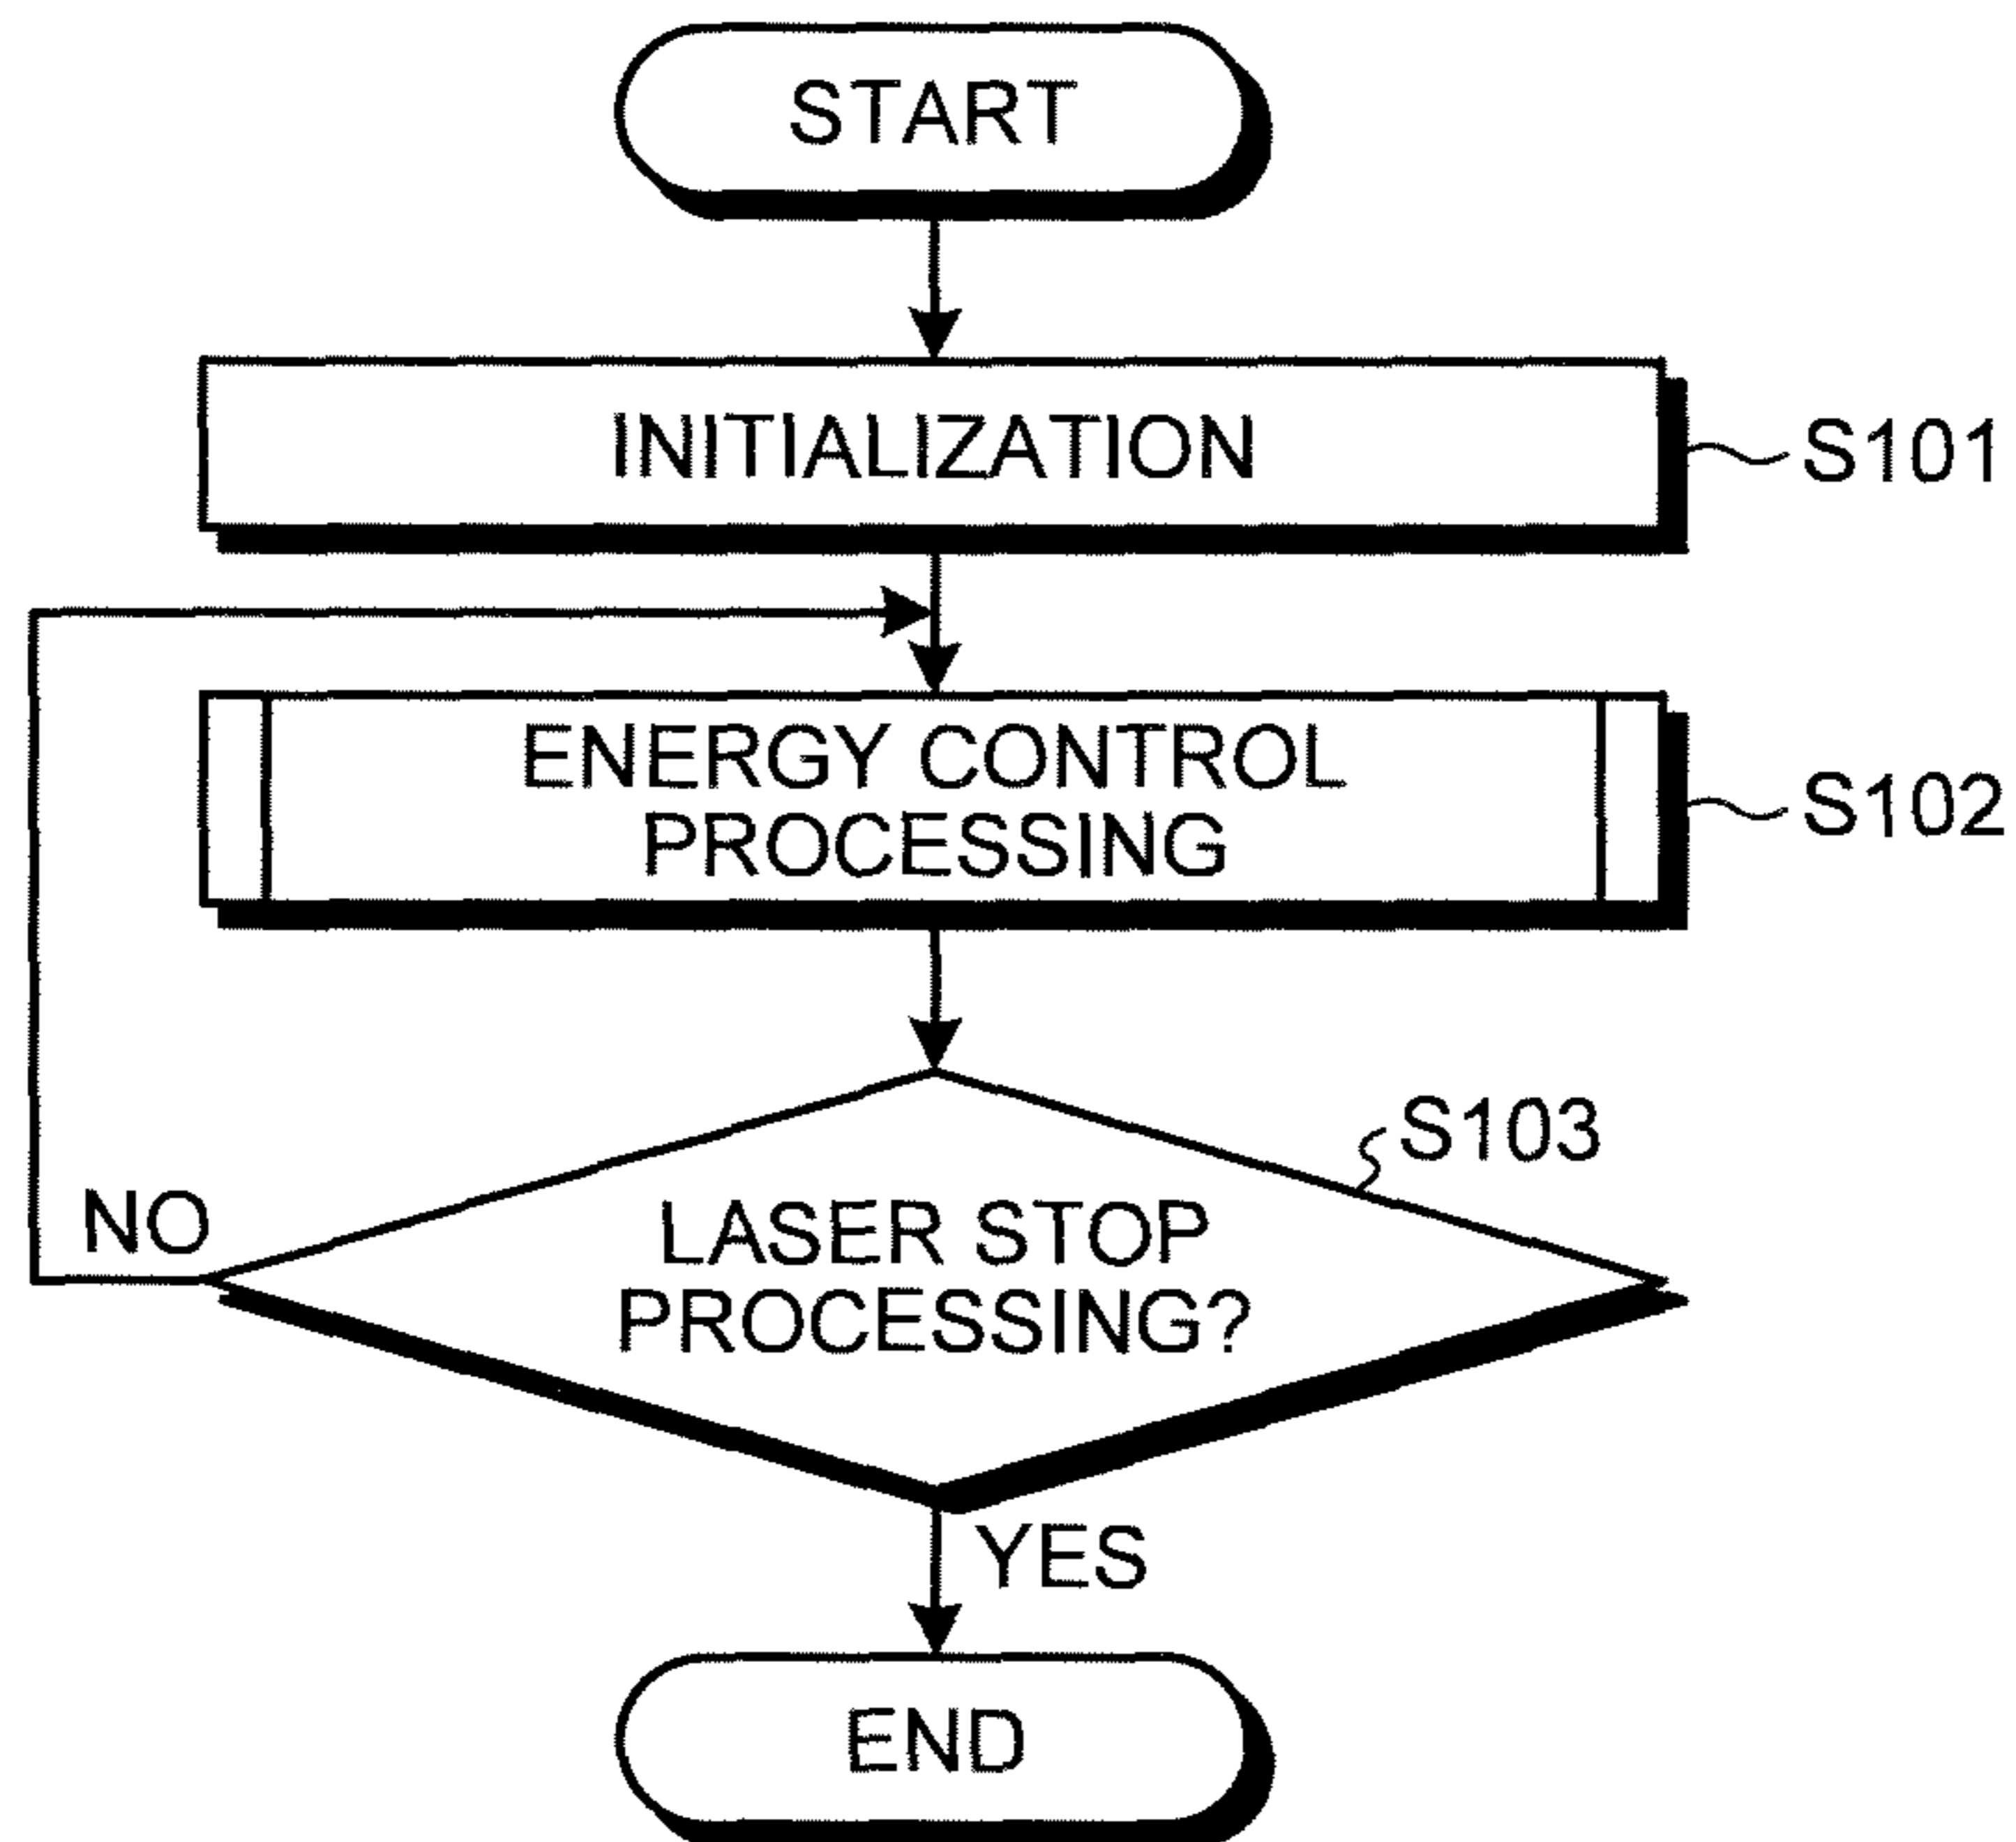 START
INITIALIZATION
S101
ENERGY CONTROL
PROCESSING
S102
S103
LASER STOP
PROCESSING?
NO
YES
END